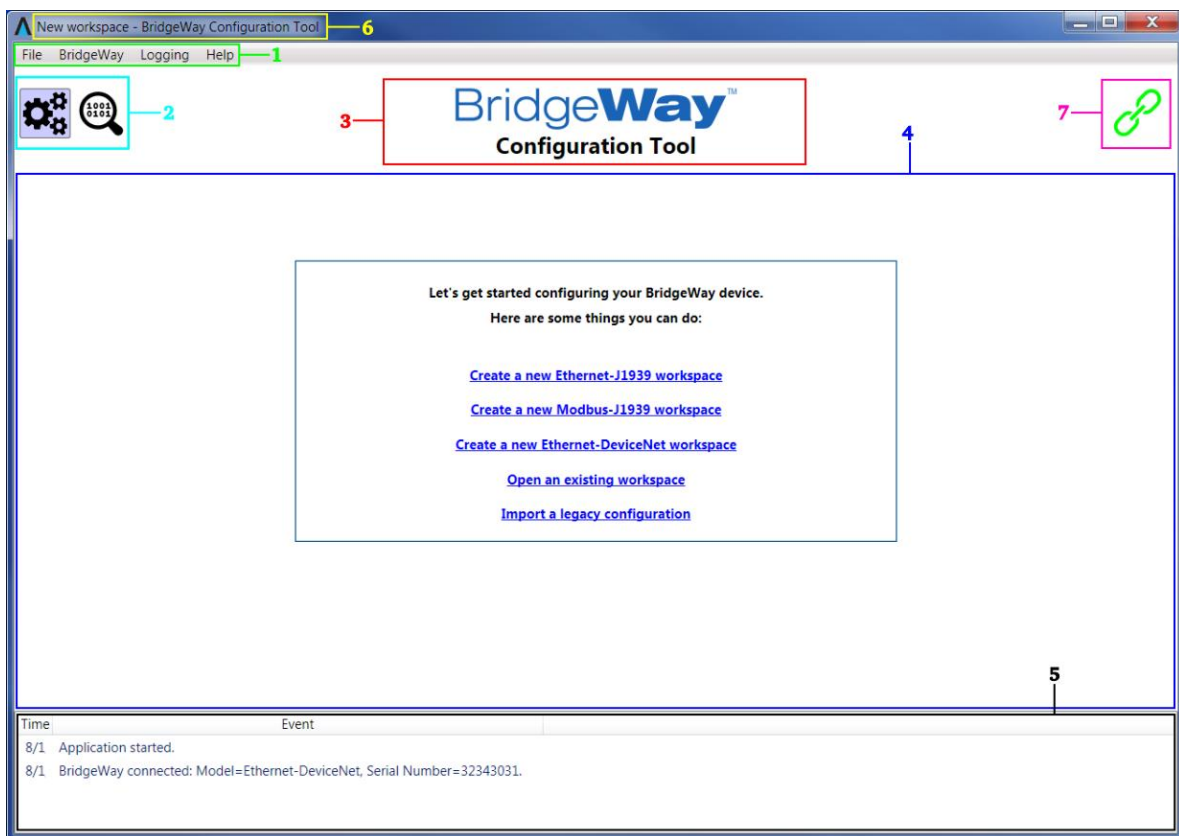 New workspace - BridgeWay Configuration Tool 6
File BridgeWay Logging Help 1
1001
0101
2
3
BridgeWay™
Configuration Tool
7
4
Let's get started configuring your BridgeWay device.
Here are some things you can do:
Create a new Ethernet-J1939 workspace
Create a new Modbus-J1939 workspace
Create a new Ethernet-DeviceNet workspace
Open an existing workspace
Import a legacy configuration
5
Time Event
8/1 Application started.
8/1 BridgeWay connected: Model=Ethernet-DeviceNet, Serial Number=32343031.